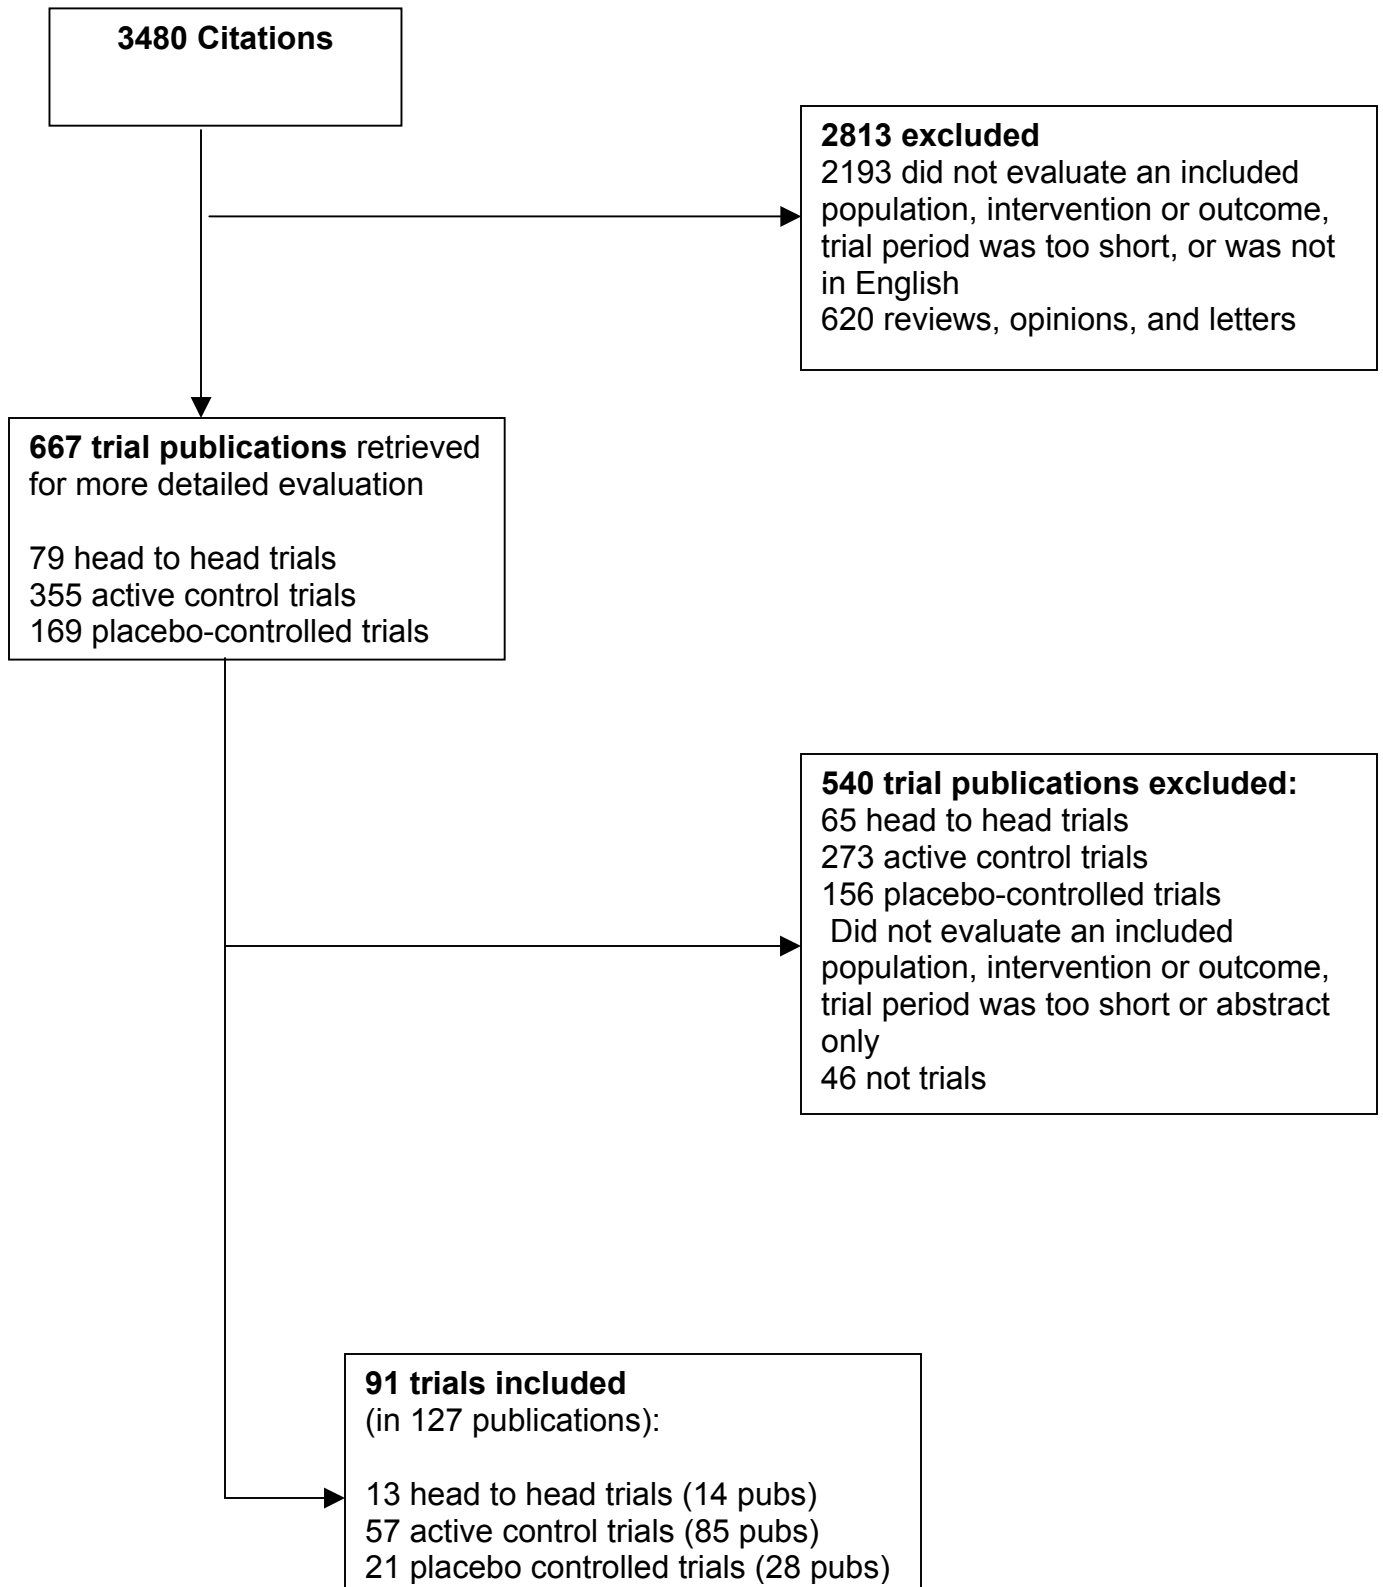 3480 Citations
2813 excluded
2193 did not evaluate an included
population, intervention or outcome,
trial period was too short, or was not
in English
620 reviews, opinions, and letters
667 trial publications retrieved
for more detailed evaluation
79 head to head trials
355 active control trials
169 placebo-controlled trials
540 trial publications excluded:
65 head to head trials
273 active control trials
156 placebo-controlled trials
Did not evaluate an included
population, intervention or outcome,
trial period was too short or abstract
only
46 not trials
91 trials included
(in 127 publications):
13 head to head trials (14 pubs)
57 active control trials (85 pubs)
21 placebo controlled trials (28 pubs)